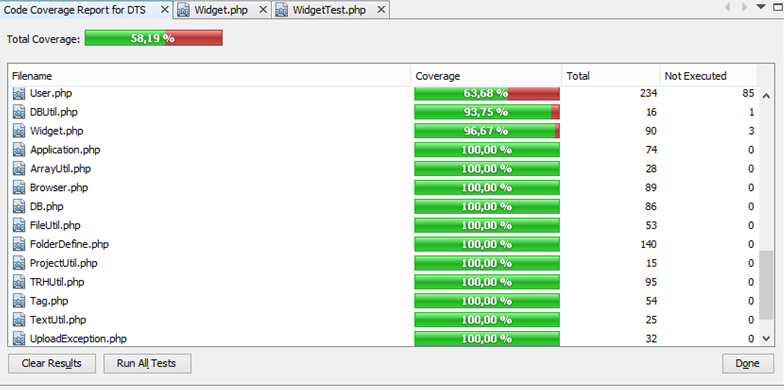 Code Coverage Report for DTS Widget.php WidgetTest.php
Total Coverage: 58,19 %
Filename Coverage Total Not Executed
User.php 63,68 % 234 85
DBUtil.php 93,75 % 16 1
Widget.php 96,67 % 90 3
Application.php 100,00 % 74 0
ArrayUtil.php 100,00 % 28 0
Browser.php 100,00 % 89 0
DB.php 100,00 % 86 0
FileUtil.php 100,00 % 53 0
FolderDefine.php 100,00 % 140 0
ProjectUtil.php 100,00 % 15 0
TRHUtil.php 100,00 % 95 0
Tag.php 100,00 % 54 0
TextUtil.php 100,00 % 25 0
UploadException.php 100,00 % 32 0
Clear Results Run All Tests Done